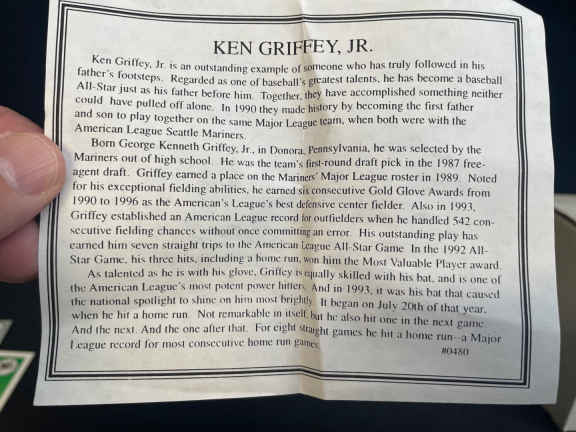 KEN GRIFFEY, JR.
Ken Griffey, Jr. is an outstanding example of someone who has truly followed in his
father's footsteps. Regarded as one of baseball's greatest talents, he has become a baseball
All-Star just as his father before him. Together, they have accomplished something neither
could have pulled off alone. In 1990 they made history by becoming the first father
and son to play together on the same Major League team, when both were with the
American League Seattle Mariners.
Born George Kenneth Griffey, Jr., in Donora, Pennsylvania, he was selected by the
Mariners out of high school. He was the team's first-round draft pick in the 1987 free-
agent draft. Griffey earned a place on the Mariners' Major League roster in 1989. Noted
for his exceptional fielding abilities, he earned six consecutive Gold Glove Awards from
1990 to 1996 as the American's League's best defensive center fielder. Also in 1993,
Griffey established an American League record for outfielders when he handled 542 con-
secutive fielding chances without once committing an error. His outstanding play has
earned him seven straight trips to the American League All-Star Game. In the 1992 All-
Star Game, his three hits, including a home run, won him the Most Valuable Player award.
As talented as he is with his glove, Griffey is equally skilled with his bat, and is one of
the American League's most potent power hitters. And in 1993, it was his bat that caused
the national spotlight to shine on him most brightly. It began on July 20th of that year,
when he hit a home run. Not remarkable in itself, but he also hit one in the next game.
And the next. And the one after that. For eight straight games he hit a home run--a Major
League record for most consecutive home run games.
#0480